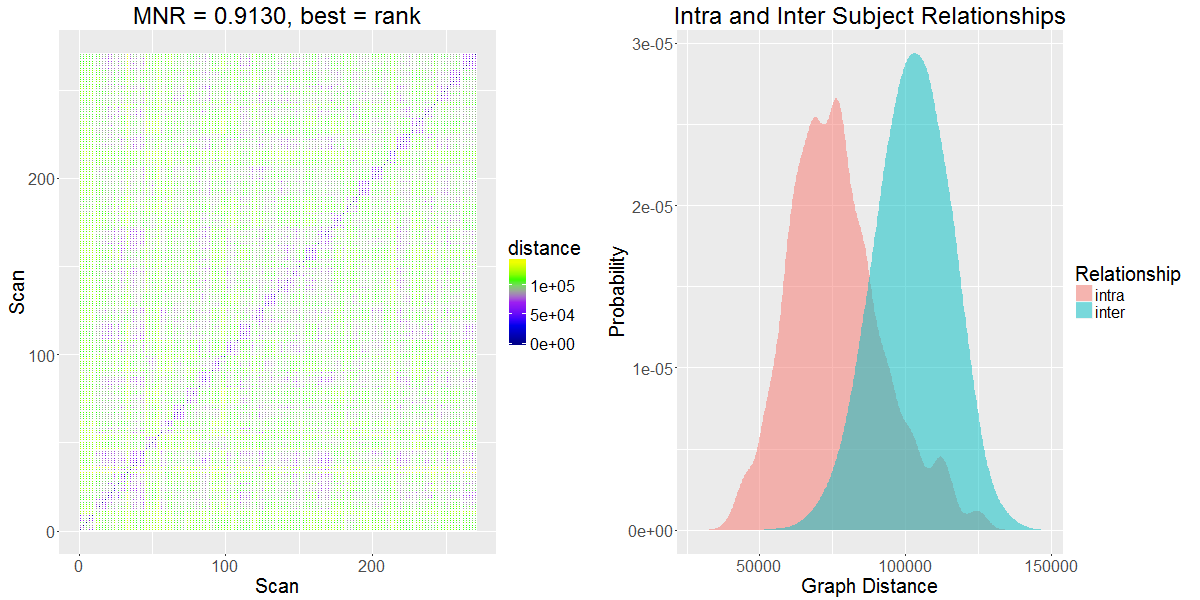 MNR = 0.9130, best = rank
Scan
200
100
0
0
100
200
Scan
distance
1e+05
5e+04
0e+00
Intra and Inter Subject Relationships
Probability
3e-05
2e-05
1e-05
0e+00
50000
100000
150000
Graph Distance
Relationship
intra
inter